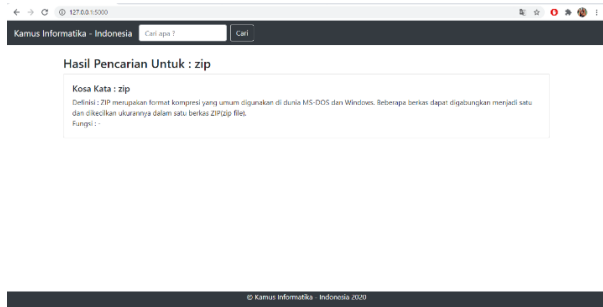 127.0.0.1:5000
Kamus Informatika - Indonesia Cari apa ? Cari
Hasil Pencarian Untuk : zip
Kosa Kata : zip
Definisi : ZIP merupakan format kompresi yang umum digunakan di dunia MS-DOS dan Windows. Beberapa berkas dapat digabungkan menjadi satu
dan dikecilkan ukurannya dalam satu berkas ZIP(zip file).
Fungsi : -
© Kamus Informatika - Indonesia 2020